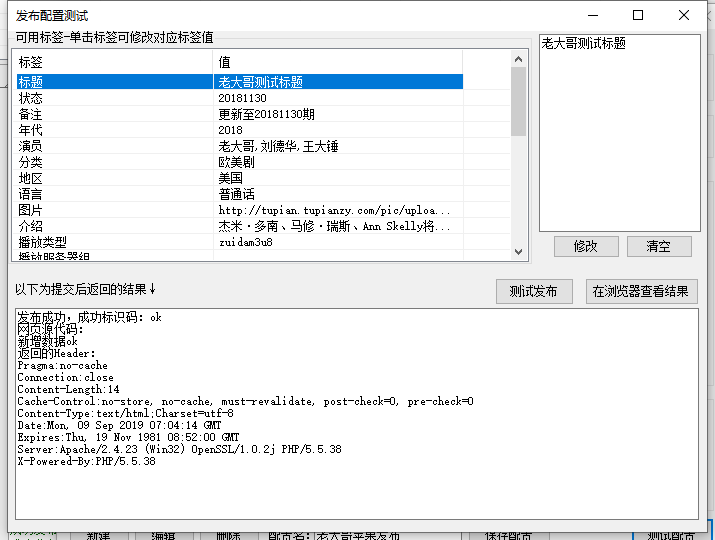 发布配置测试
可用标签-单击标签可修改对应标签值
标签 值
标题 老大哥测试标题
状态 20181130
备注 更新至20181130期
年代 2018
演员 老大哥,刘德华,王大锤
分类 欧美剧
地区 美国
语言 普通话
图片 http://tupian.tupianzy.com/pic/uploa...
介绍 杰米·多南、马修·瑞斯、Ann Skelly将...
播放类型 zuidam3u8
播放服务器组
老大哥测试标题
修改 清空
以下为提交后返回的结果↓
测试发布 在浏览器查看结果
发布成功，成功标识码：ok
网页源代码：
新增数据ok
返回的Header：
Pragma:no-cache
Connection:close
Content-Length:14
Cache-Control:no-store, no-cache, must-revalidate, post-check=0, pre-check=0
Content-Type:text/html;Charset=utf-8
Date:Mon, 09 Sep 2019 07:04:14 GMT
Expires:Thu, 19 Nov 1981 08:52:00 GMT
Server:Apache/2.4.23 (Win32) OpenSSL/1.0.2j PHP/5.5.38
X-Powered-By:PHP/5.5.38
新建 编辑 删除 配置名： 老大哥苹果发布 保存配置 测试配置